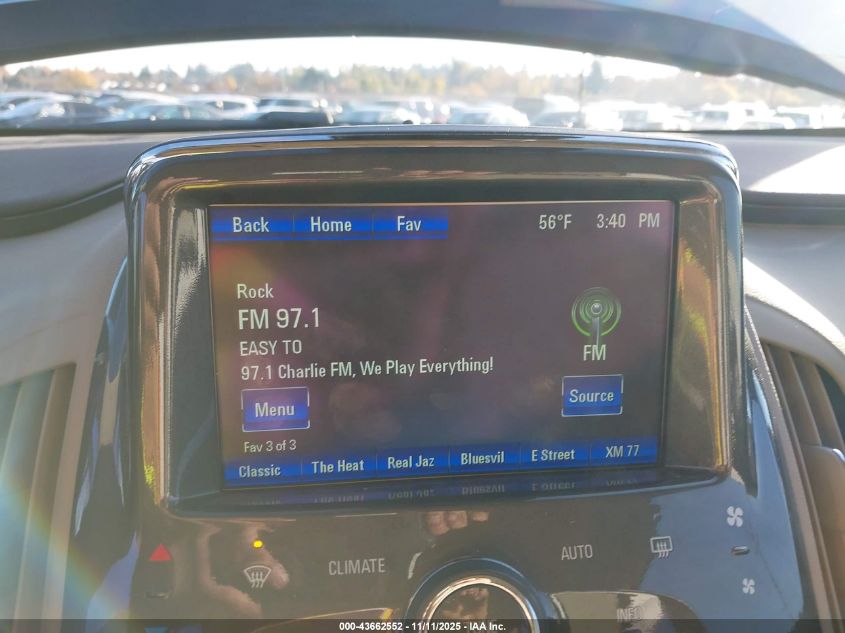 Back Home Fav 56°F 3:40 PM
Rock
FM 97.1
EASY TO
97.1 Charlie FM, We Play Everything!
FM
Menu
Source
Fav 3 of 3
Classic The Heat Real Jaz Bluesvil E Street XM 77
CLIMATE AUTO
INFO
000-43662552 - 11/11/2025 - IAA Inc.